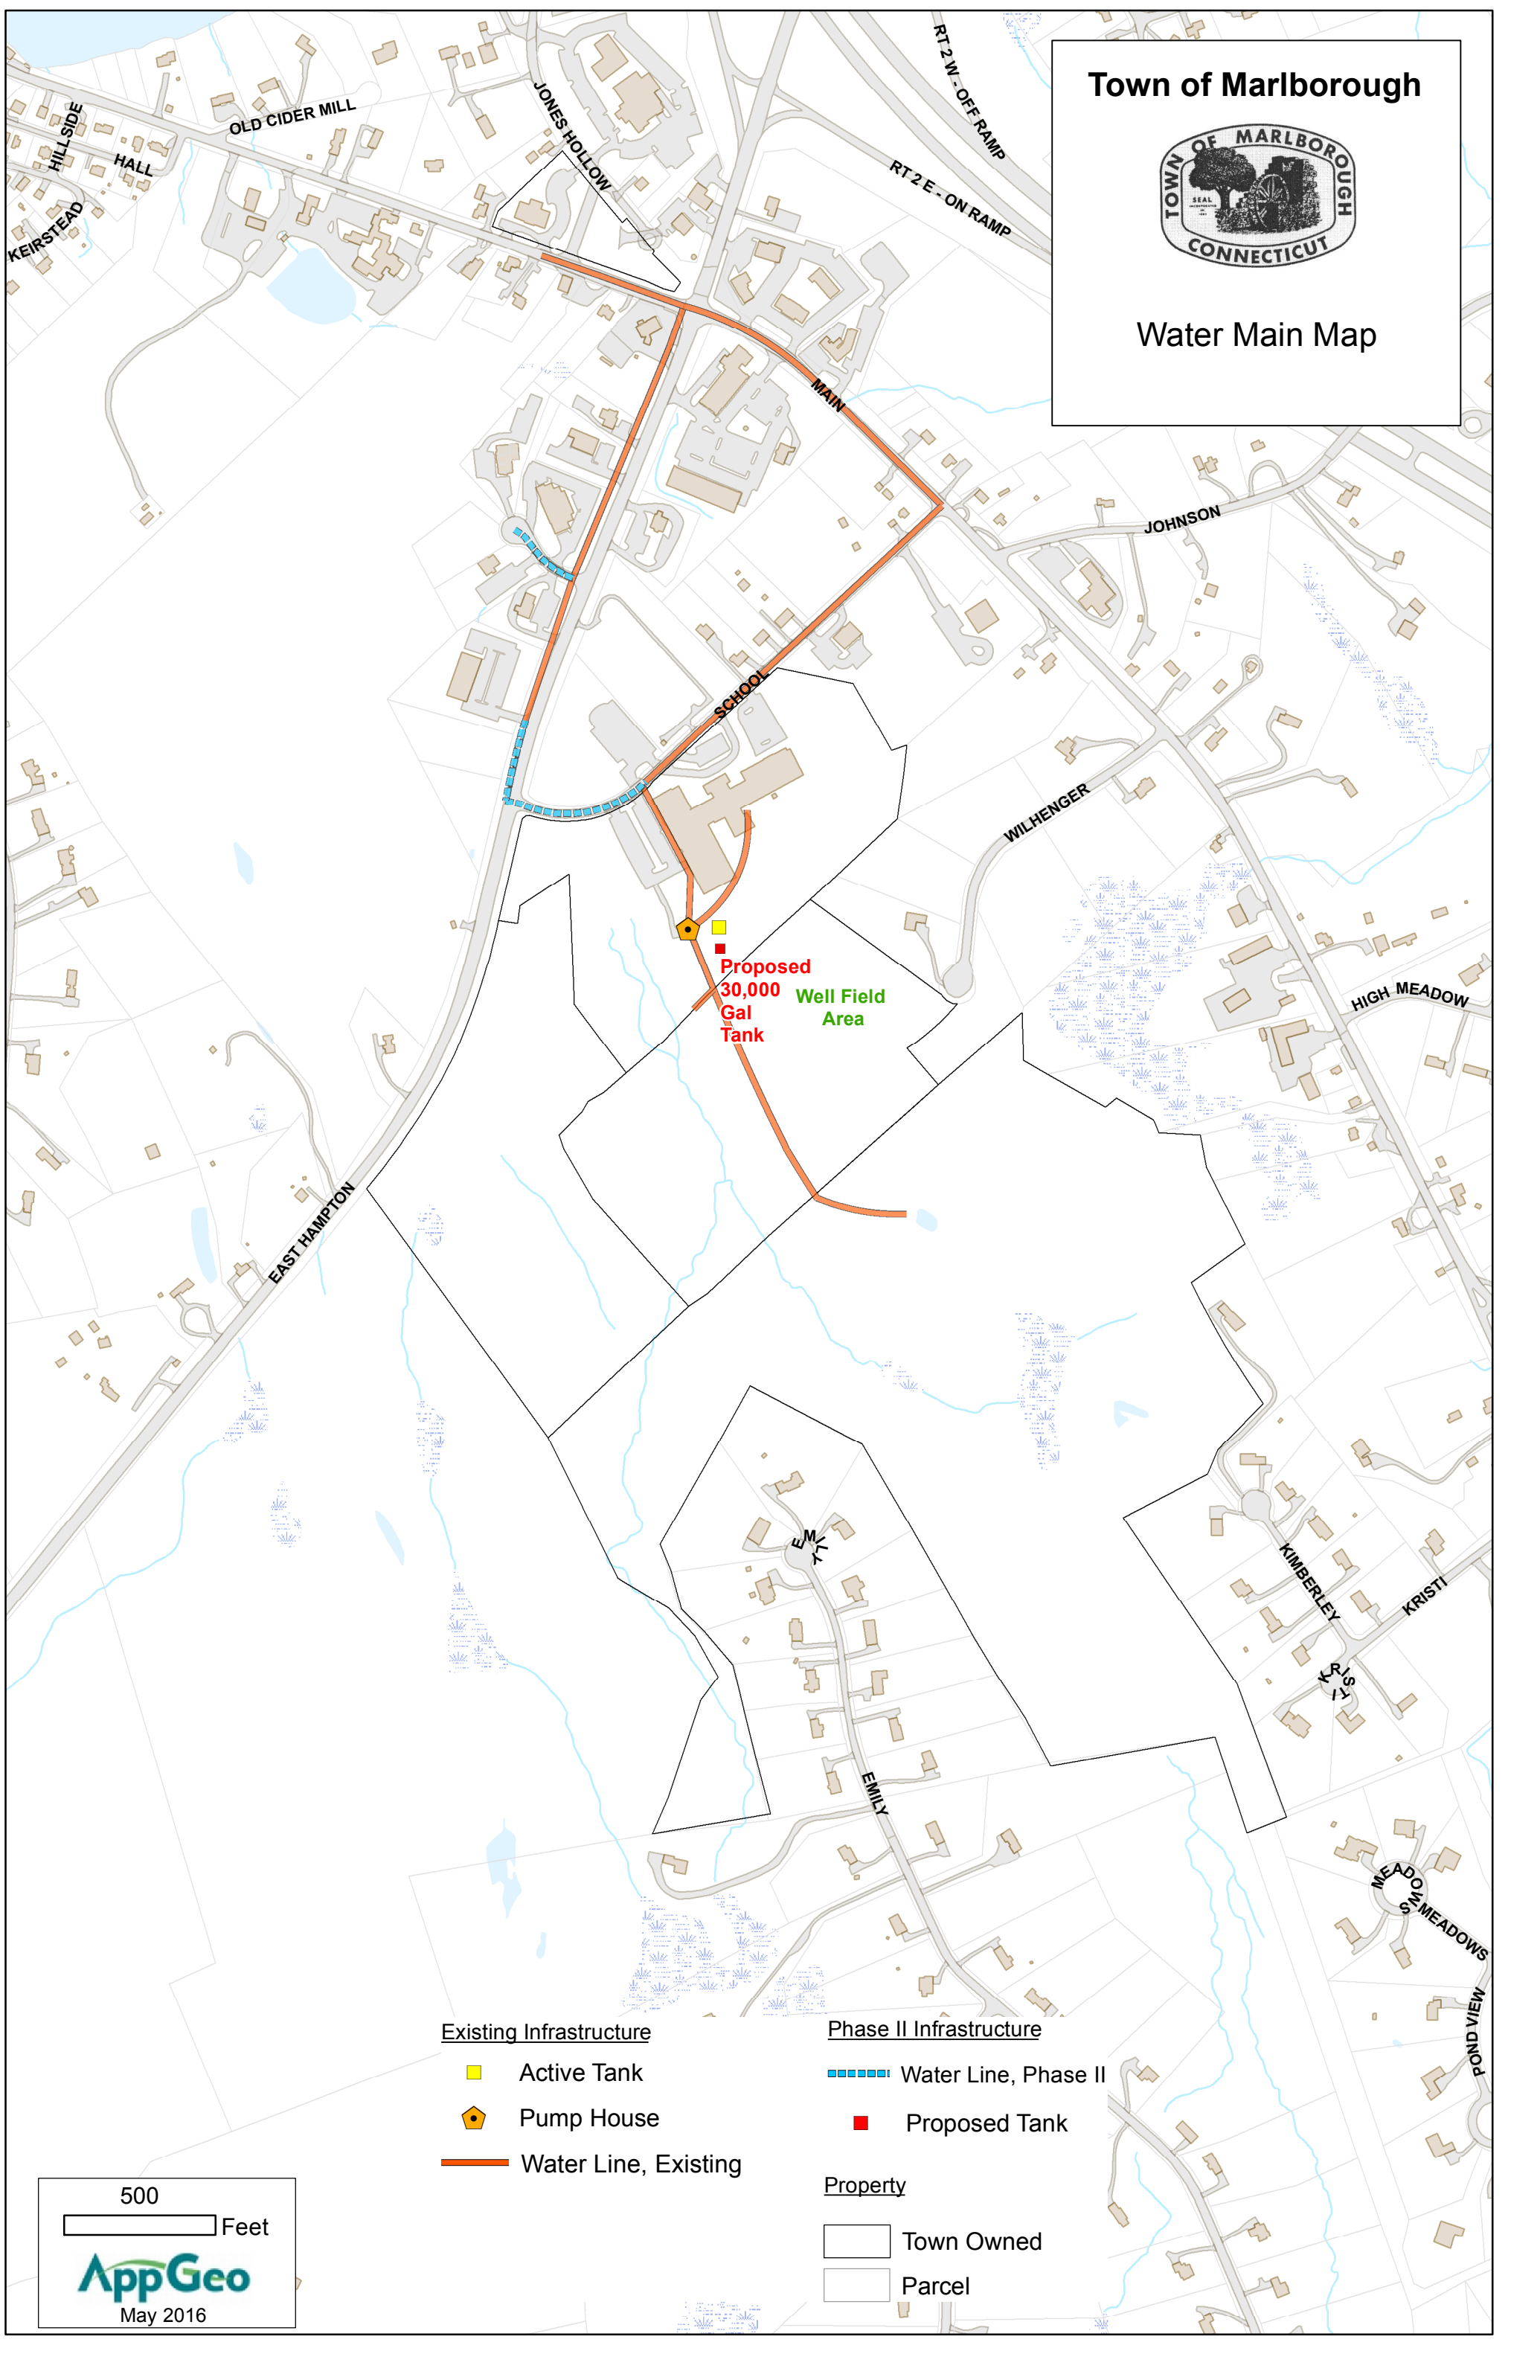 Town of Marlborough
TOWN OF MARLBOROUGH
SEAL
CONNECTICUT
Water Main Map
RT 2 W - OFF RAMP
RT 2 E - ON RAMP
JONES HOLLOW
OLD CIDER MILL
HILLSIDE
HALL
KEIRSTEAD
MAIN
JOHNSON
SCHOOL
WILHENGER
HIGH MEADOW
Proposed
30,000
Gal
Tank
Well Field
Area
EAST HAMPTON
EMILY
KIMBERLEY
KRISTI
KRISTI
EMILY
MEADOWS
MEADOWS
POND VIEW
Existing Infrastructure
Active Tank
Pump House
Water Line, Existing
Phase II Infrastructure
Water Line, Phase II
Proposed Tank
Property
Town Owned
Parcel
500
Feet
AppGeo
May 2016